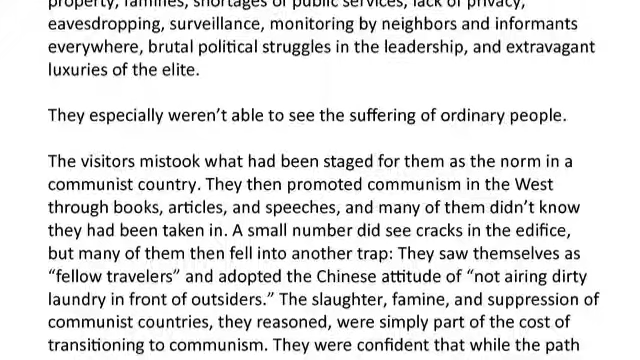 property, families, shortages of public services, lack of privacy,
eavesdropping, surveillance, monitoring by neighbors and informants
everywhere, brutal political struggles in the leadership, and extravagant
luxuries of the elite.
They especially weren’t able to see the suffering of ordinary people.
The visitors mistook what had been staged for them as the norm in a
communist country. They then promoted communism in the West
through books, articles, and speeches, and many of them didn’t know
they had been taken in. A small number did see cracks in the edifice,
but many of them then fell into another trap: They saw themselves as
“fellow travelers” and adopted the Chinese attitude of “not airing dirty
laundry in front of outsiders.” The slaughter, famine, and suppression of
communist countries, they reasoned, were simply part of the cost of
transitioning to communism. They were confident that while the path